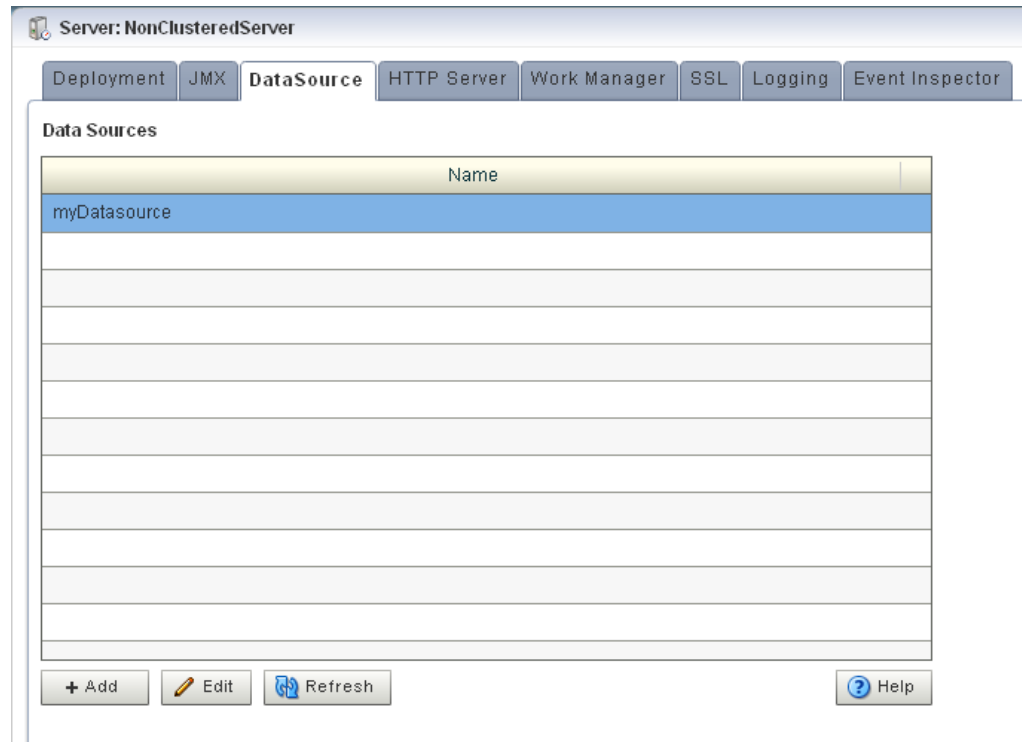 Server: NonClusteredServer
Deployment JMX DataSource HTTP Server Work Manager SSL Logging Event Inspector
Data Sources
Name
myDatasource
+ Add Edit Refresh ? Help